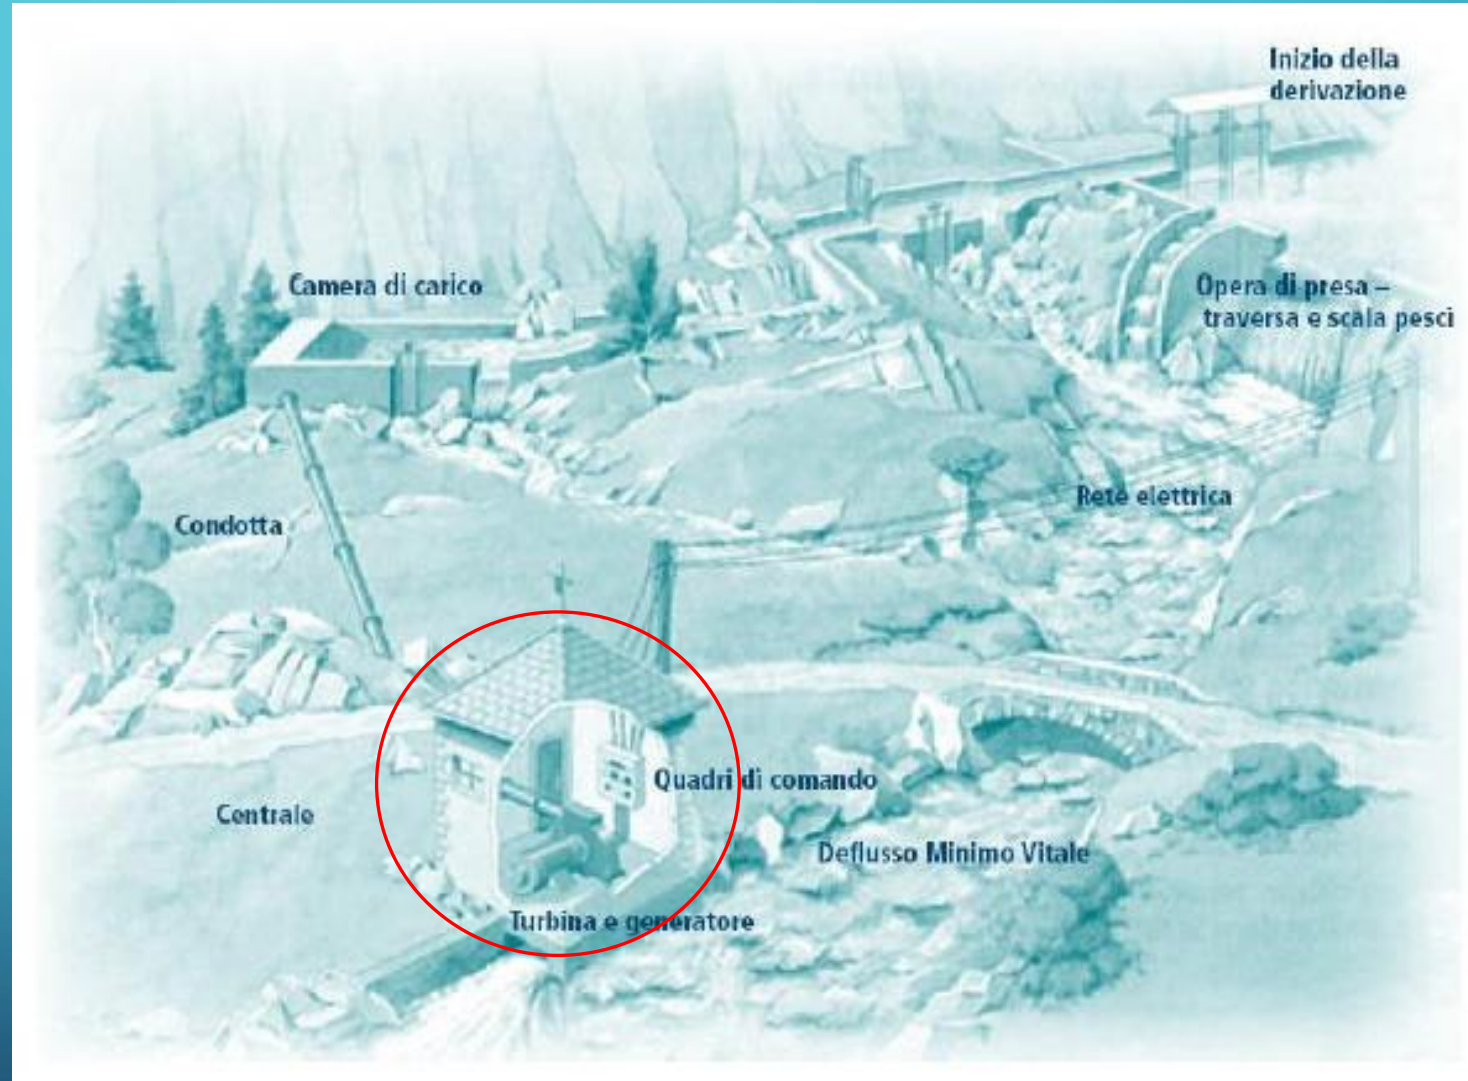 Inizio della
derivazione
Camera di carico
Opera di presa –
traversa e scala pesci
Rete elettrica
Condotta
Quadri di comando
Centrale
Deflusso Minimo Vitale
Turbina e generatore